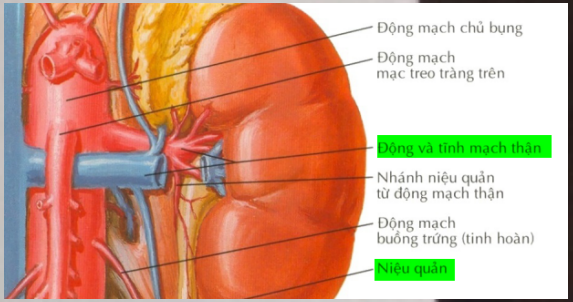 Động mạch chủ bụng
Động mạch
mạc treo tràng trên
Động và tĩnh mạch thận
Nhánh niệu quản
từ động mạch thận
Động mạch
buồng trứng (tinh hoàn)
Niệu quản